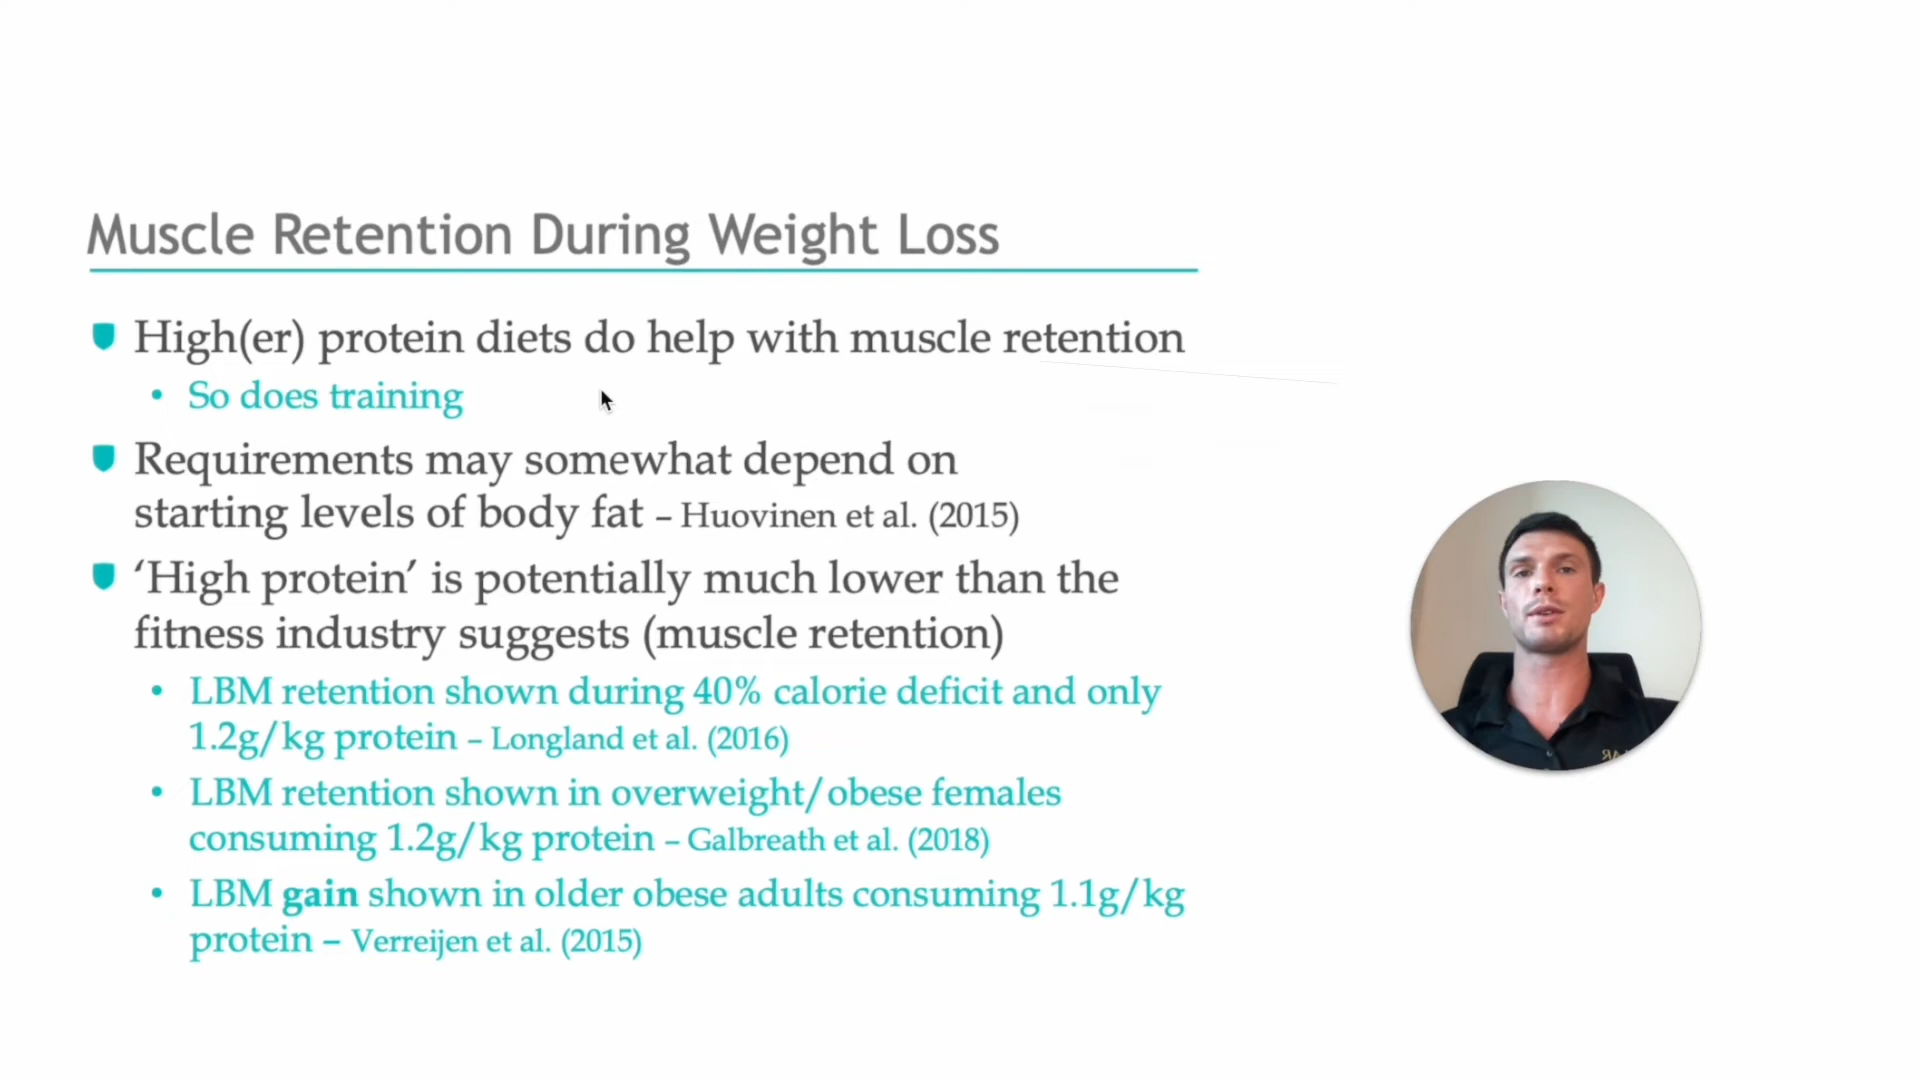 Muscle Retention During Weight Loss
High(er) protein diets do help with muscle retention
• So does training
Requirements may somewhat depend on
starting levels of body fat – Huovinen et al. (2015)
‘High protein’ is potentially much lower than the
fitness industry suggests (muscle retention)
• LBM retention shown during 40% calorie deficit and only
1.2g/kg protein – Longland et al. (2016)
• LBM retention shown in overweight/obese females
consuming 1.2g/kg protein – Galbreath et al. (2018)
• LBM gain shown in older obese adults consuming 1.1g/kg
protein – Verreijen et al. (2015)